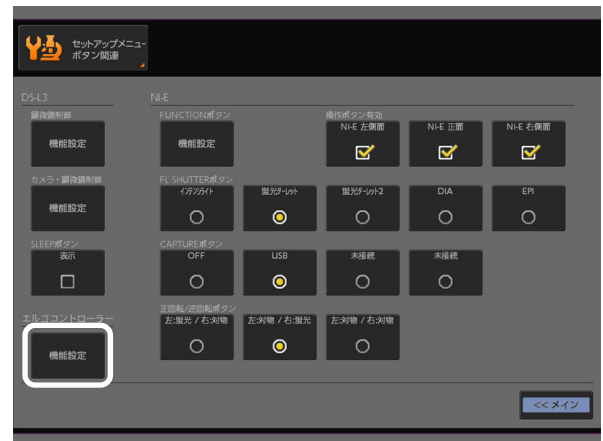 セットアップメニュー
ボタン関連
DS-L3
NI-E
顕微鏡制御
機能設定
FUNCTIONボタン
機能設定
操作ボタン有効
NI-E 左側面
NI-E 正面
NI-E 右側面
カメラ・顕微鏡制御
機能設定
FL SHUTTERボタン
インテンシライト
蛍光ターレット
蛍光ターレット2
DIA
EPI
SLEEPボタン
表示
CAPTUREボタン
OFF
USB
未接続
未接続
エルゴコントローラー
機能設定
正回転/逆回転ボタン
左:蛍光 / 右:対物
左:対物 / 右:蛍光
左:対物 / 右:対物
<< メイン